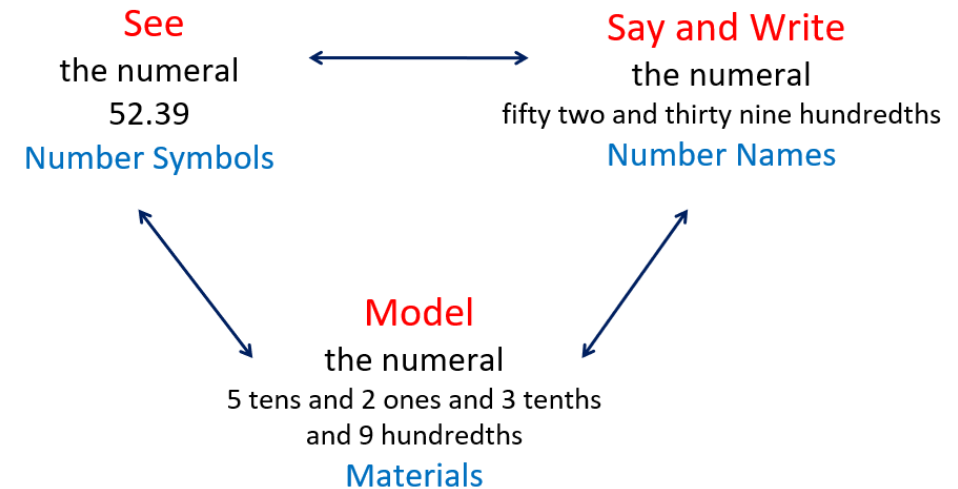 See
the numeral
52.39
Number Symbols
Say and Write
the numeral
fifty two and thirty nine hundredths
Number Names
Model
the numeral
5 tens and 2 ones and 3 tenths
and 9 hundredths
Materials